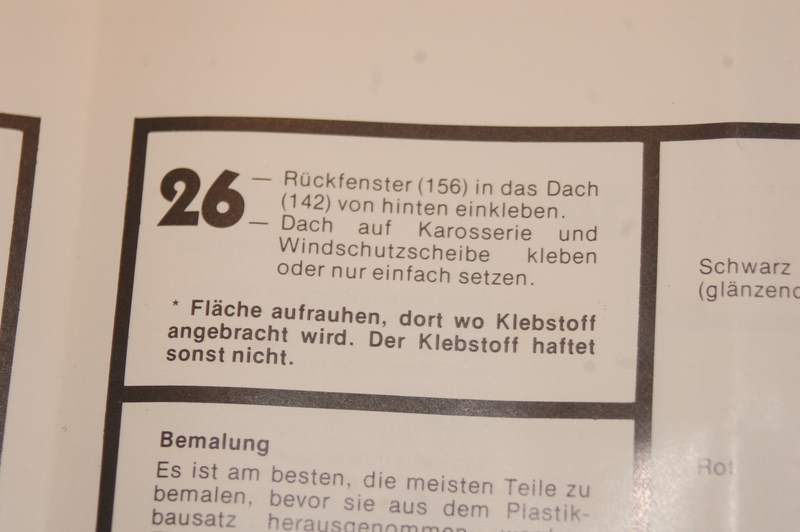 26
— Rückfenster (156) in das Dach
(142) von hinten einkleben.
— Dach auf Karosserie und
Windschutzscheibe kleben
oder nur einfach setzen.
* Fläche aufrauhen, dort wo Klebstoff
angebracht wird. Der Klebstoff haftet
sonst nicht.
Bemalung
Es ist am besten, die meisten Teile zu
bemalen, bevor sie aus dem Plastik-
bausatz herausgenommen
Schwarz
(glänzend
Rot